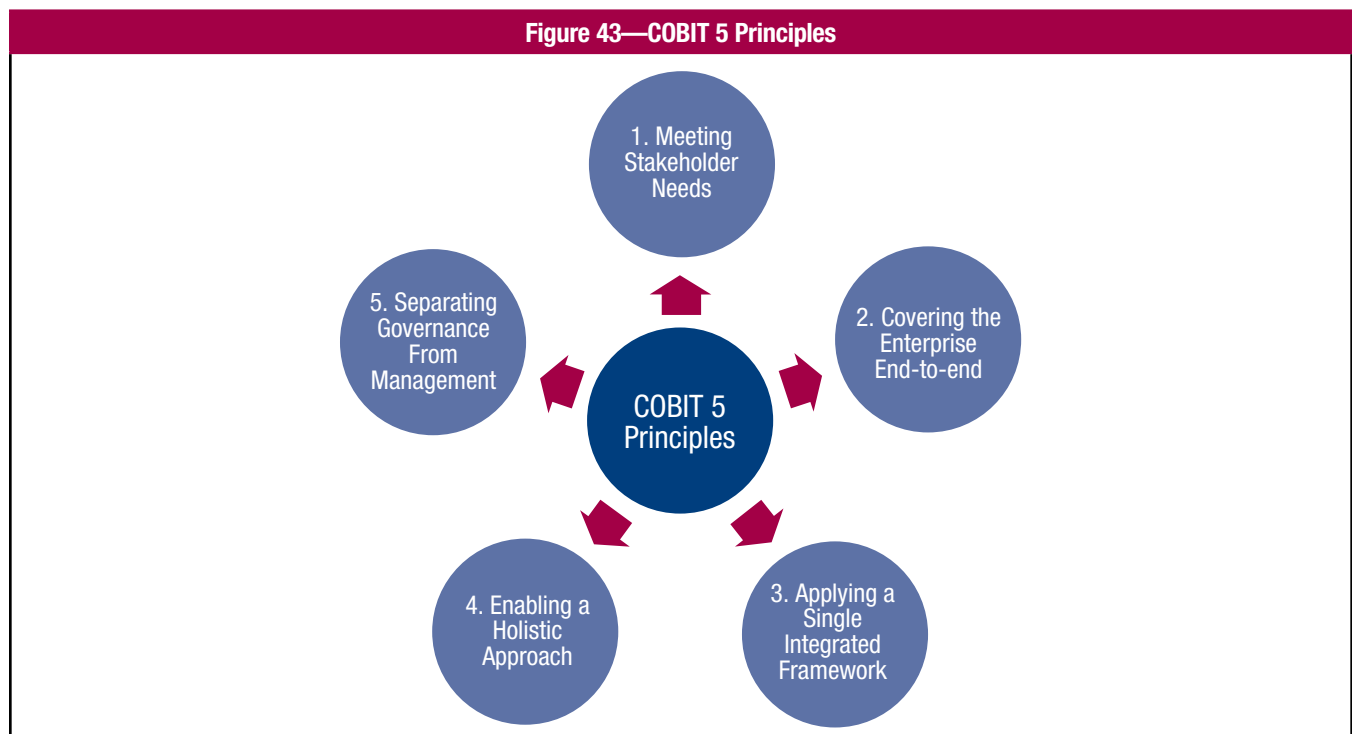 Figure 43—COBIT 5 Principles
1. Meeting
Stakeholder
Needs
2. Covering the
Enterprise
End-to-end
3. Applying a
Single
Integrated
Framework
4. Enabling a
Holistic
Approach
5. Separating
Governance
From
Management
COBIT 5
Principles